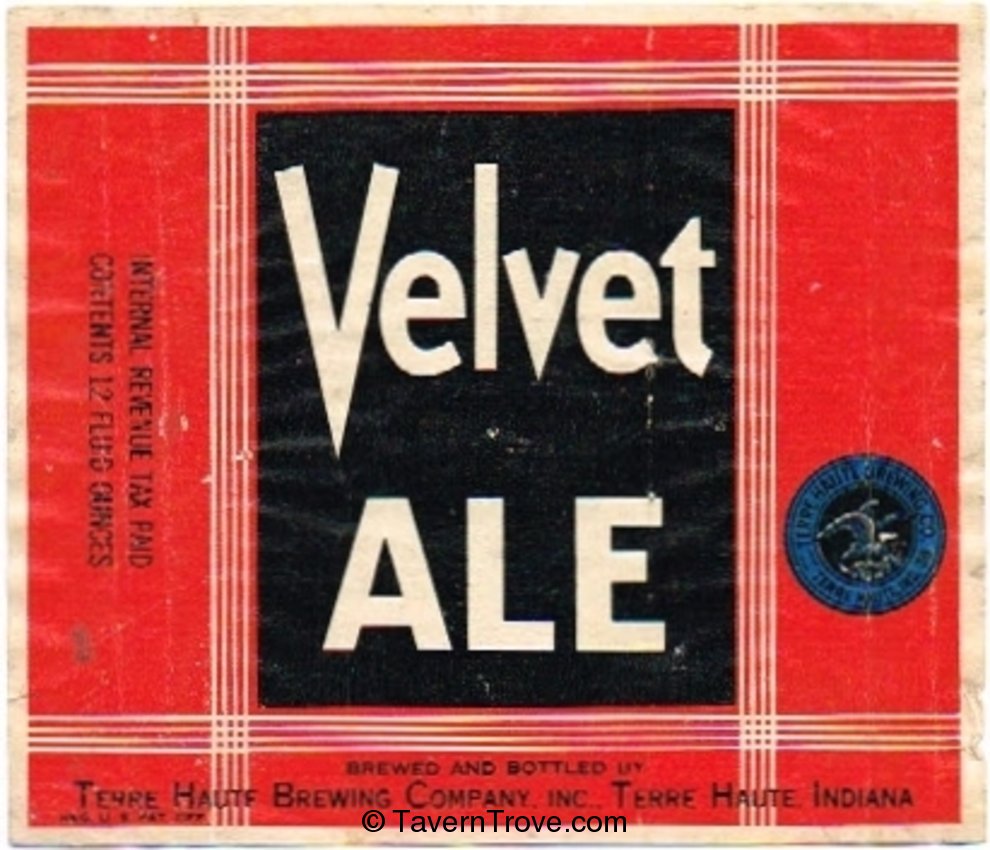 Velvet
ALE
INTERNAL REVENUE TAX PAID
CONTENTS 12 FLUID OUNCES
TERRE HAUTE BREWING CO.
BREWED AND BOTTLED BY
TERRE HAUTE BREWING COMPANY, INC., TERRE HAUTE, INDIANA
REG. U.S. PAT. OFF.
© TavernTrove.com